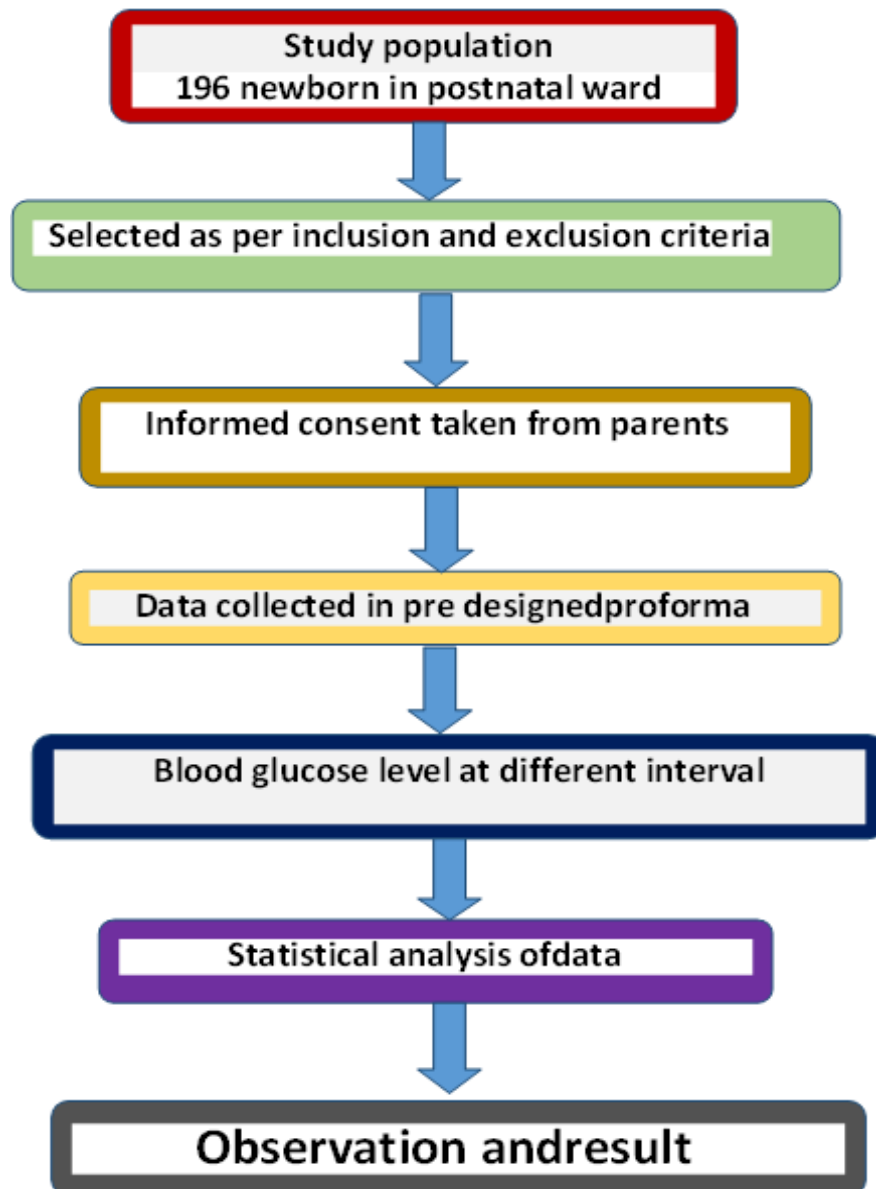 Study population
196 newborn in postnatal ward
Selected as per inclusion and exclusion criteria
Informed consent taken from parents
Data collected in pre designedproforma
Blood glucose level at different interval
Statistical analysis ofdata
Observation andresult